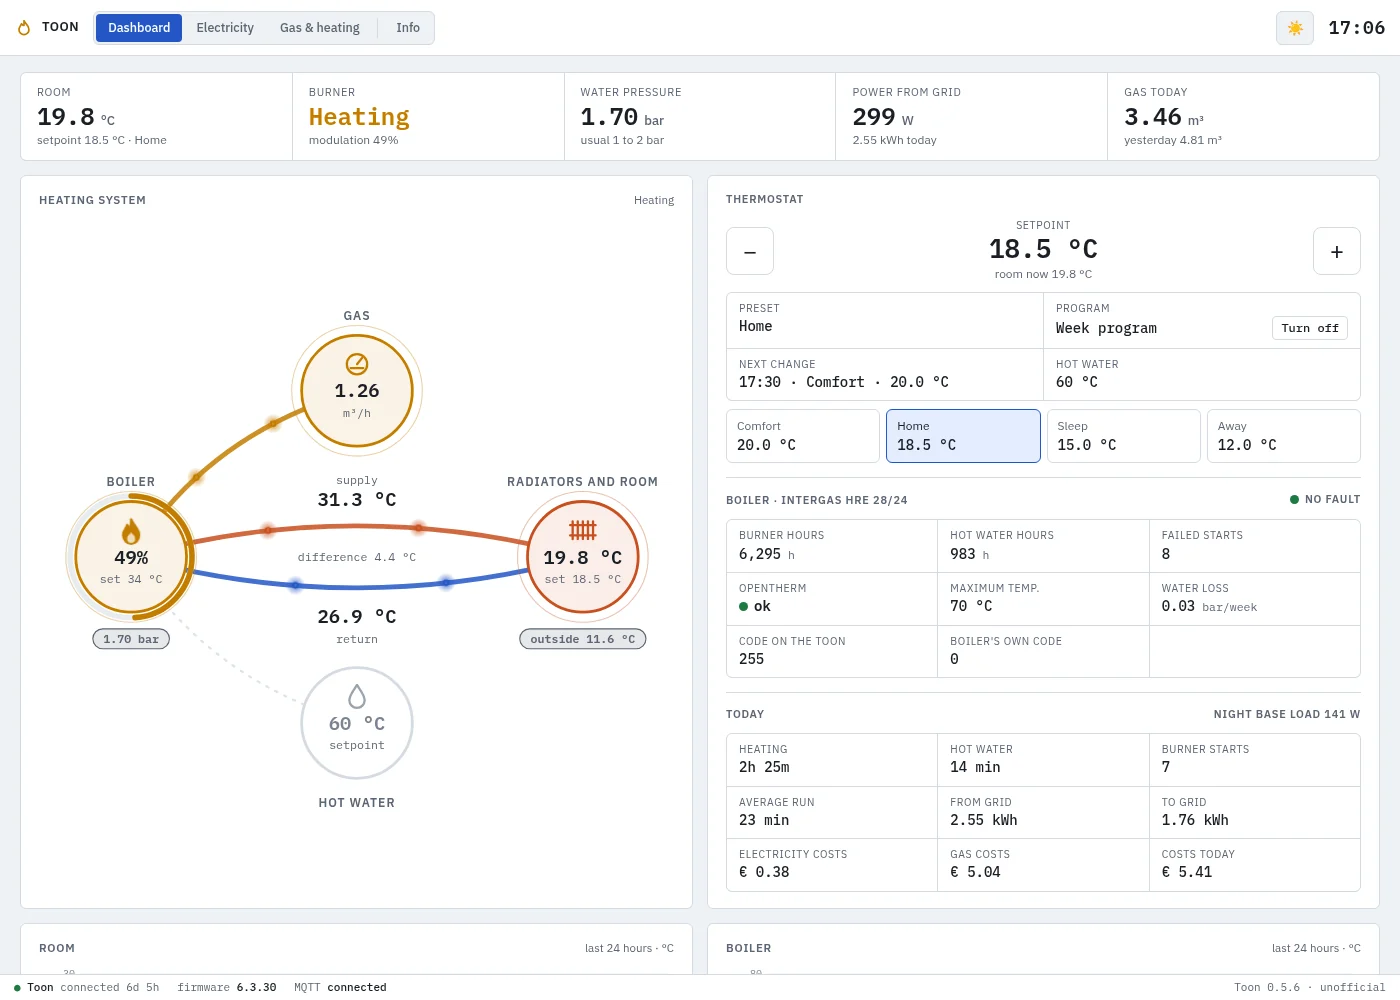 TOON
Dashboard
Electricity
Gas & heating
Info
17:06
ROOM
19.8 °C
setpoint 18.5 °C · Home
BURNER
Heating
modulation 49%
WATER PRESSURE
1.70 bar
usual 1 to 2 bar
POWER FROM GRID
299 W
2.55 kWh today
GAS TODAY
3.46 m³
yesterday 4.81 m³
HEATING SYSTEM
Heating
GAS
1.26
m³/h
BOILER
49%
set 34 °C
1.70 bar
supply
31.3 °C
difference 4.4 °C
26.9 °C
return
RADIATORS AND ROOM
19.8 °C
set 18.5 °C
outside 11.6 °C
60 °C
setpoint
HOT WATER
THERMOSTAT
−
SETPOINT
18.5 °C
room now 19.8 °C
+
PRESET
Home
PROGRAM
Week program
Turn off
NEXT CHANGE
17:30 · Comfort · 20.0 °C
HOT WATER
60 °C
Comfort
20.0 °C
Home
18.5 °C
Sleep
15.0 °C
Away
12.0 °C
BOILER · INTERGAS HRE 28/24
NO FAULT
BURNER HOURS
6,295 h
HOT WATER HOURS
983 h
FAILED STARTS
8
OPENTHERM
ok
MAXIMUM TEMP.
70 °C
WATER LOSS
0.03 bar/week
CODE ON THE TOON
255
BOILER'S OWN CODE
0
TODAY
NIGHT BASE LOAD 141 W
HEATING
2h 25m
HOT WATER
14 min
BURNER STARTS
7
AVERAGE RUN
23 min
FROM GRID
2.55 kWh
TO GRID
1.76 kWh
ELECTRICITY COSTS
€ 0.38
GAS COSTS
€ 5.04
COSTS TODAY
€ 5.41
ROOM
last 24 hours · °C
BOILER
last 24 hours · °C
Toon connected 6d 5h firmware 6.3.30 MQTT connected
Toon 0.5.6 · unofficial